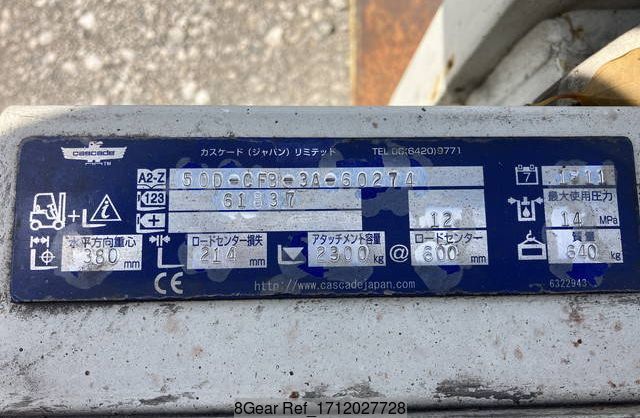 cascade
TM
カスケード (ジャパン) リミテッド TEL 06(6420)9771
A2-Z 50D-CFB-3A-60274
123 61837
12
最大使用圧力
14 MPa
水平方向重心
380 mm
ロードセンター損失
214 mm
アタッチメント容量
2300 kg
@
ロードセンター
600 mm
質量
640 kg
CE
http://www.cascadejapan.com/
6322943
8Gear Ref_1712027728